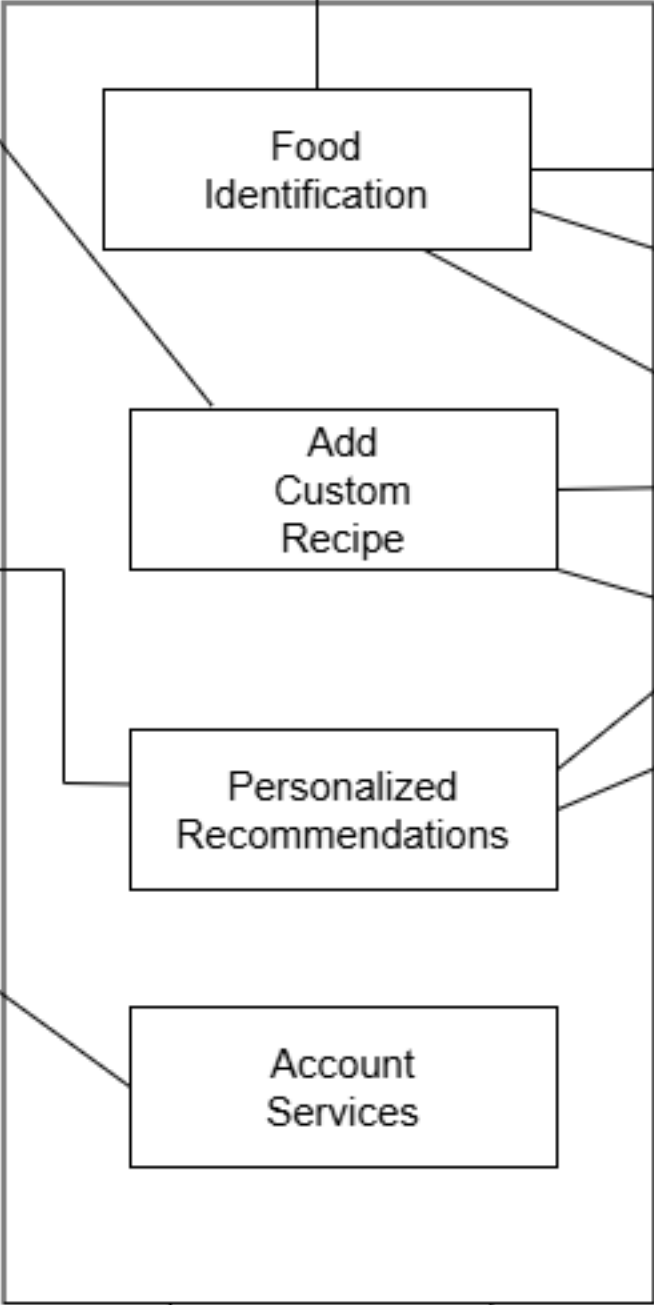 Food
Identification
Add
Custom
Recipe
Personalized
Recommendations
Account
Services